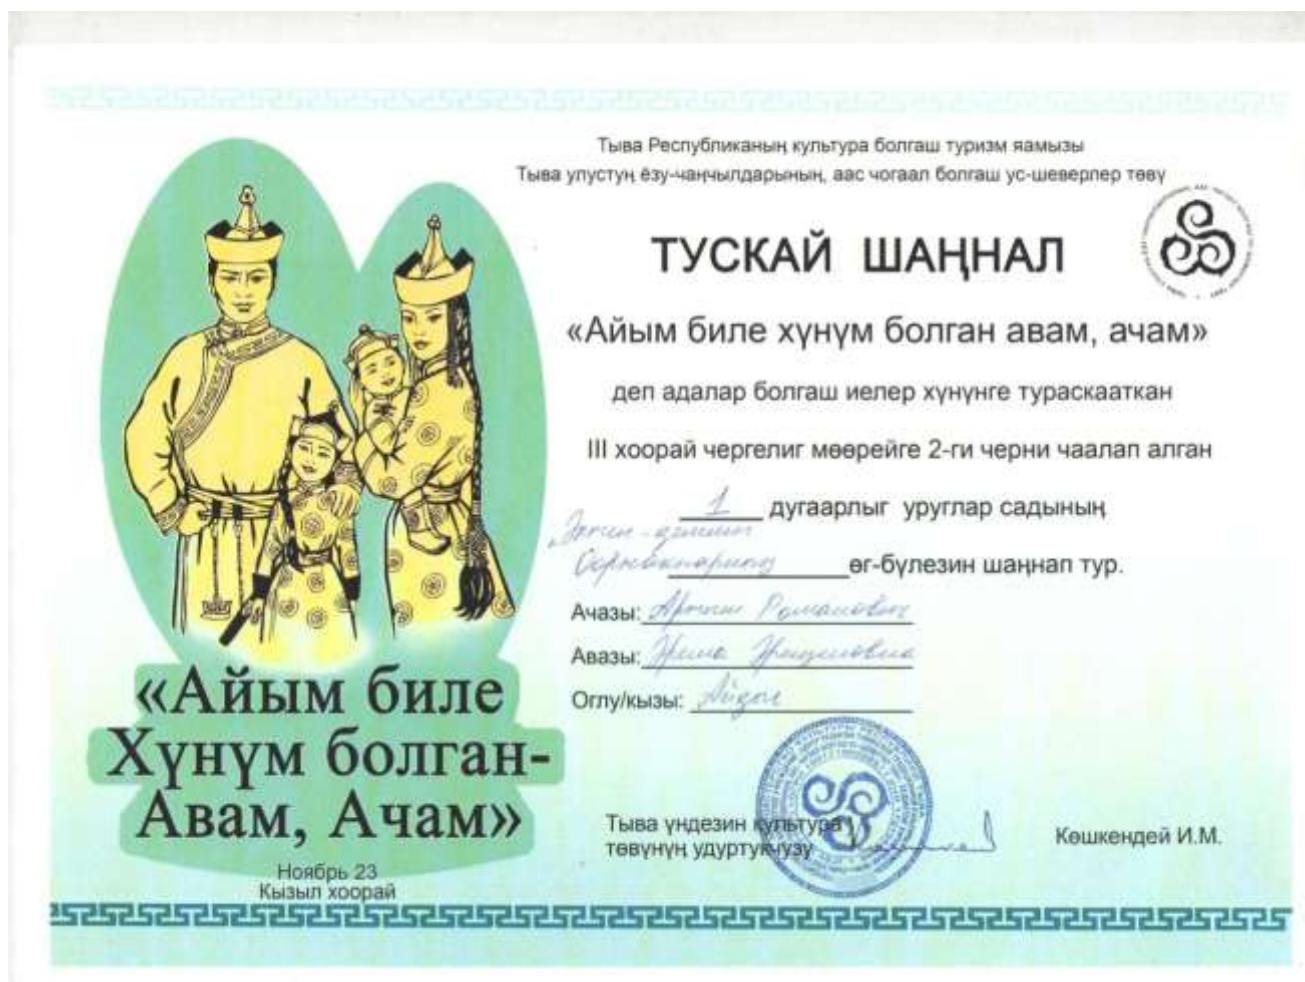 Тыва Республиканың культура болгаш туризм яамызы
Тыва улустуң ёзу-чаңчылдарының, аас чогаал болгаш ус-шеверлер төвү
ТУСКАЙ ШАҢНАЛ
«Айым биле хүнүм болган авам, ачам»
деп адалар болгаш иелер хүнүнге тураскааткан
III хоорай чергелиг мөөрейге 2-ги черни чаалап алган
1 дугаарлыг уруглар садының
өг-бүлезин шаңнап тур.
Ачазы: Романович
Авазы:
Оглу/кызы:
Тыва үндезин культура
төвүнүң удуртукчузу
Көшкендей И.М.
«Айым биле
Хүнүм болган-
Авам, Ачам»
Ноябрь 23
Кызыл хоорай